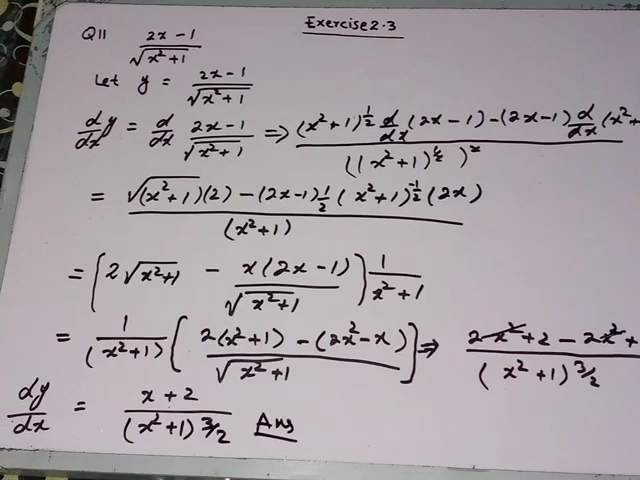 Exercise 2.3
Q11 2x-1/√(x²+1)
Let y = 2x-1/√(x²+1)
d/dx y = d/dx 2x-1/√(x²+1) => (x²+1)^½ d/dx (2x-1) - (2x-1) d/dx (x²+ / ((x²+1)^½)²
= √(x²+1) (2) - (2x-1) ½ (x²+1)^-½ (2x) / (x²+1)
= [2√(x²+1) - x(2x-1)/√(x²+1)] 1/x²+1
= 1/(x²+1) [2(x²+1) - (2x²-x)/√(x²+1)] => 2x²+2-2x²+ / (x²+1)^3/2
dy/dx = x+2/(x²+1)^3/2 Ans